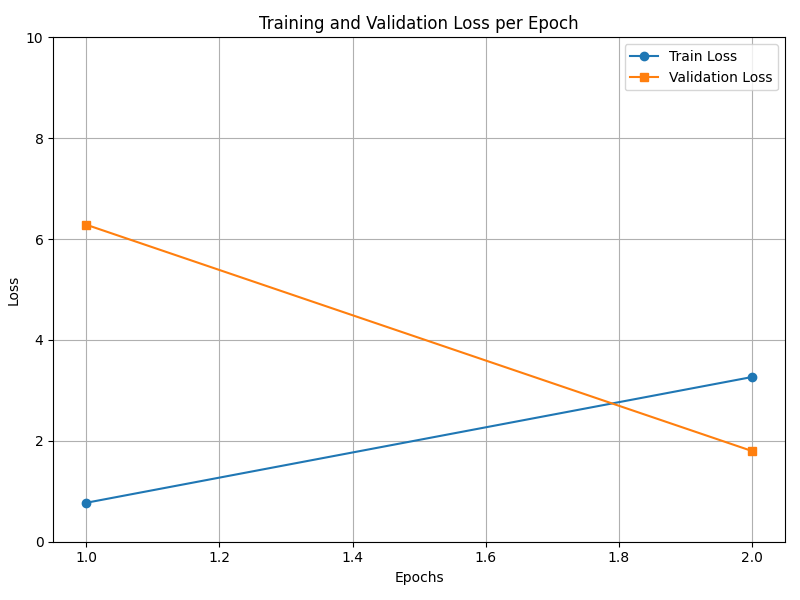 Training and Validation Loss per Epoch
Train Loss
Validation Loss
10
8
6
4
2
0
Loss
1.0 1.2 1.4 1.6 1.8 2.0
Epochs